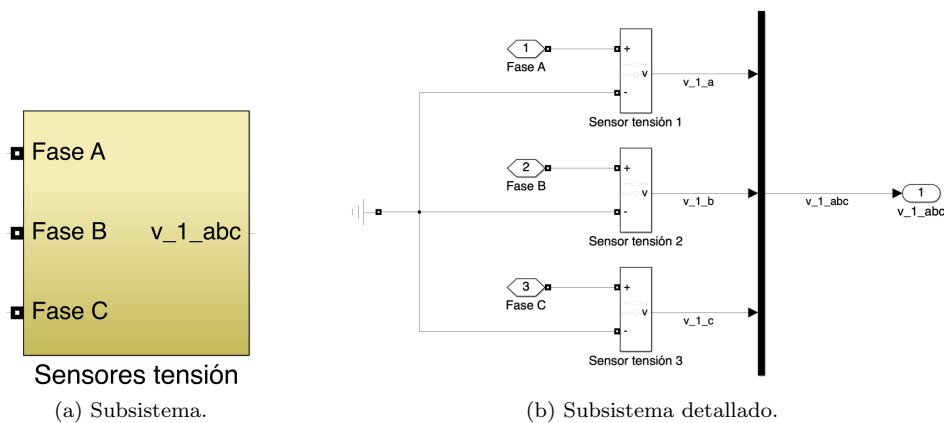 Fase A
Fase B
v_1_abc
Fase C
Sensores tensión
(a) Subsistema.
1
Fase A
+
v
-
v_1_a
Sensor tensión 1
2
Fase B
+
v
-
v_1_b
Sensor tensión 2
3
Fase C
+
v
-
v_1_c
Sensor tensión 3
v_1_abc
1
v_1_abc
(b) Subsistema detallado.